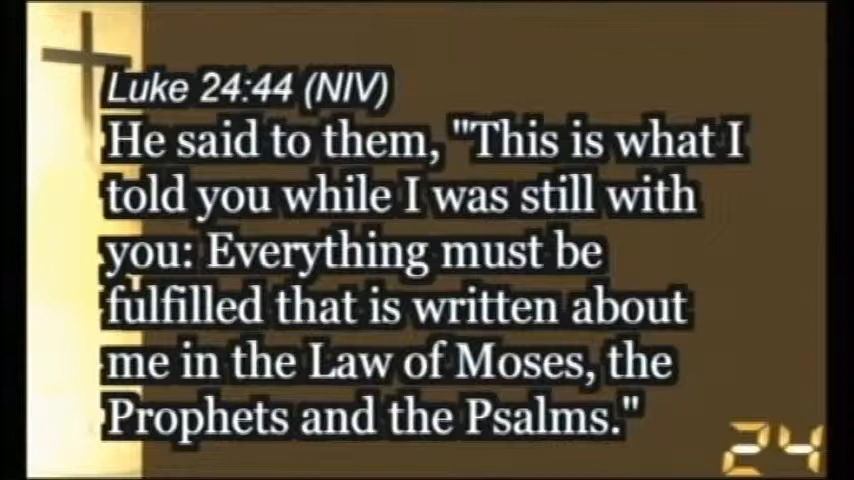 Luke 24:44 (NIV)
He said to them, "This is what I
told you while I was still with
you: Everything must be
fulfilled that is written about
me in the Law of Moses, the
Prophets and the Psalms."
24